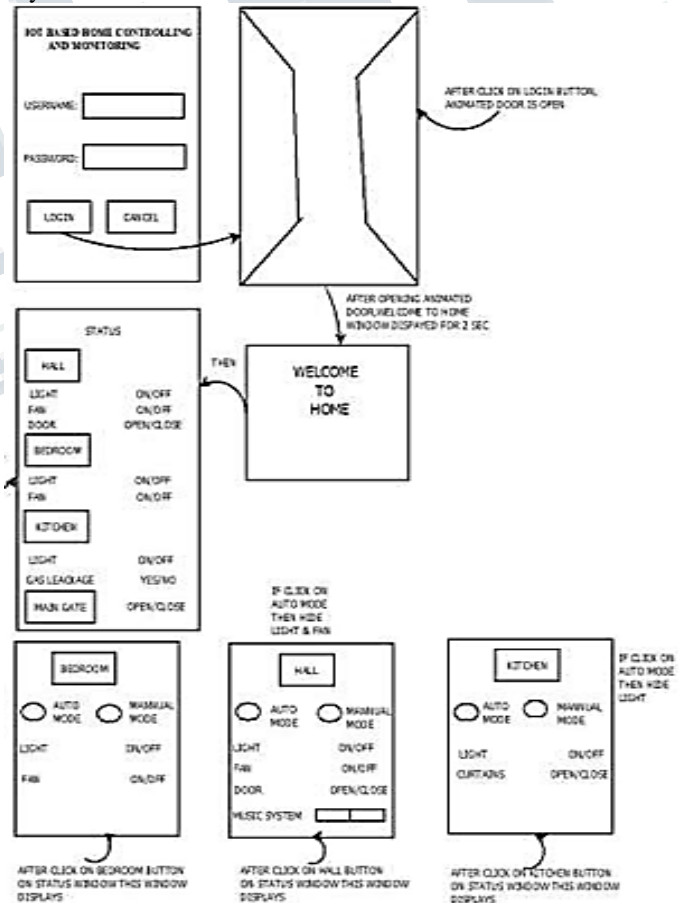 IOT BASED HOME CONTROLLING
AND MONITORING
USERNAME:
PASSWORD:
LOGIN
CANCEL
AFTER CLICK ON LOGIN BUTTON,
ANIMATED DOOR IS OPEN
AFTER OPENING ANIMATED
DOOR,WELCOME TO HOME
WINDOW DISPAYED FOR 2 SEC
WELCOME
TO
HOME
THEN
STATUS
HALL
LIGHT ON/OFF
FAN ON/OFF
DOOR OPEN/CLOSE
BEDROOM
LIGHT ON/OFF
FAN ON/OFF
KITCHEN
LIGHT ON/OFF
GAS LEACKAGE YES/NO
MAIN GATE OPEN/CLOSE
BEDROOM
AUTO MODE
MANNUAL MODE
LIGHT ON/OFF
FAN ON/OFF
AFTER CLICK ON BEDROOM BUTTON
ON STATUS WINDOW THIS WINDOW
DISPLAYS
IF CLICK ON
AUTO MODE
THEN HIDE
LIGHT & FAN
HALL
AUTO MODE
MANNUAL MODE
LIGHT ON/OFF
FAN ON/OFF
DOOR OPEN/CLOSE
MUSIC SYSTEM
AFTER CLICK ON HALL BUTTON
ON STATUS WINDOW THIS WINDOW
DISPLAYS
KITCHEN
AUTO MODE
MANNUAL MODE
LIGHT ON/OFF
CURTAINS OPEN/CLOSE
IF CLICK ON
AUTO MODE
THEN HIDE
LIGHT
AFTER CLICK ON KITCHEN BUTTON
ON STATUS WINDOW THIS WINDOW
DISPLAYS